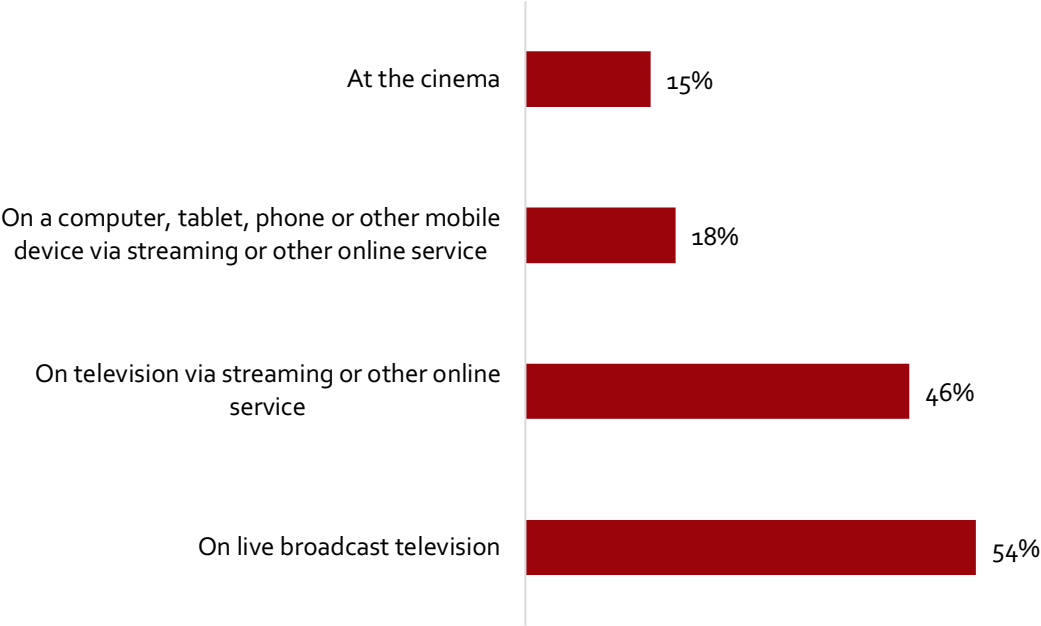 At the cinema
15%
On a computer, tablet, phone or other mobile
device via streaming or other online service
18%
On television via streaming or other online
service
46%
On live broadcast television
54%